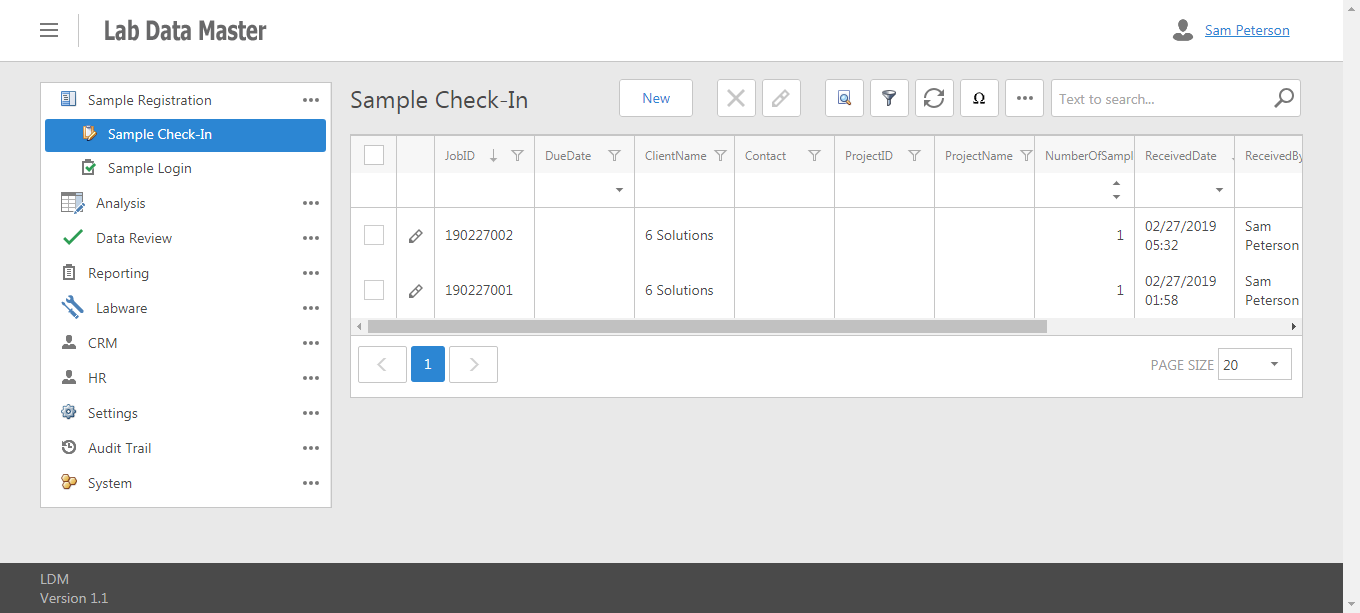 Lab Data Master
Sam Peterson
Sample Registration
Sample Check-In
Sample Login
Analysis
Data Review
Reporting
Labware
CRM
HR
Settings
Audit Trail
System
Sample Check-In
New
Ω
Text to search...
JobID DueDate ClientName Contact ProjectID ProjectName NumberOfSampl ReceivedDate ReceivedBy
190227002 6 Solutions 1 02/27/2019 05:32 Sam Peterson
190227001 6 Solutions 1 02/27/2019 01:58 Sam Peterson
1
PAGE SIZE 20
LDM
Version 1.1